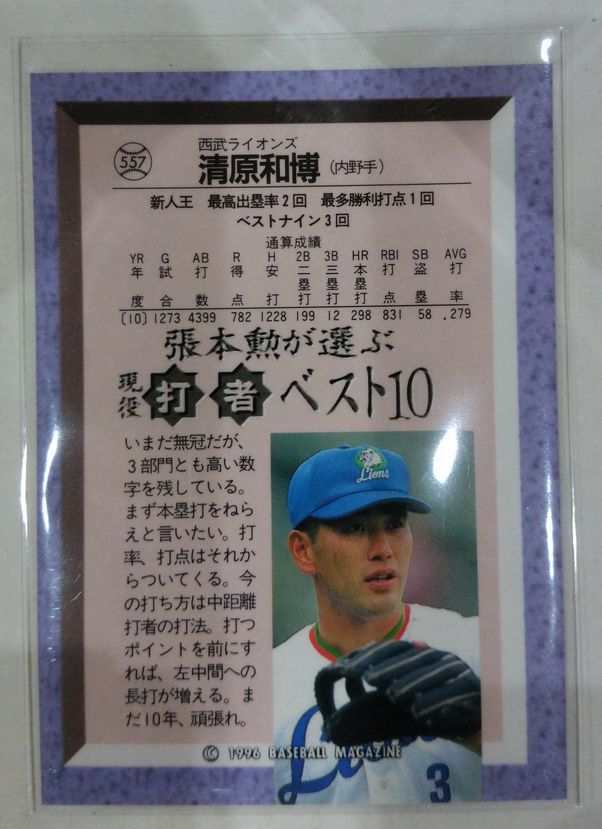 557
西武ライオンズ
清原和博(内野手)
新人王 最高出塁率2回 最多勝利打点1回
ベストナイン3回
通算成績
YR G AB R H 2B 3B HR RBI SB AVG
年 試 打 得 安 二 三 本 打 盗 打
塁 塁 塁
度 合 数 点 打 打 打 打 点 塁 率
(10) 1273 4399 782 1228 199 12 298 831 58 .279
張本勲が選ぶ
現役打者ベスト10
いまだ無冠だが、
3部門とも高い数
字を残している。
まず本塁打をねら
えと言いたい。打
率、打点はそれか
らついてくる。今
の打ち方は中距離
打者の打法。打つ
ポイントを前にす
れば、左中間への
長打が増える。ま
だ10年、頑張れ。
Lions
Lions
3
© 1996 BASEBALL MAGAZINE